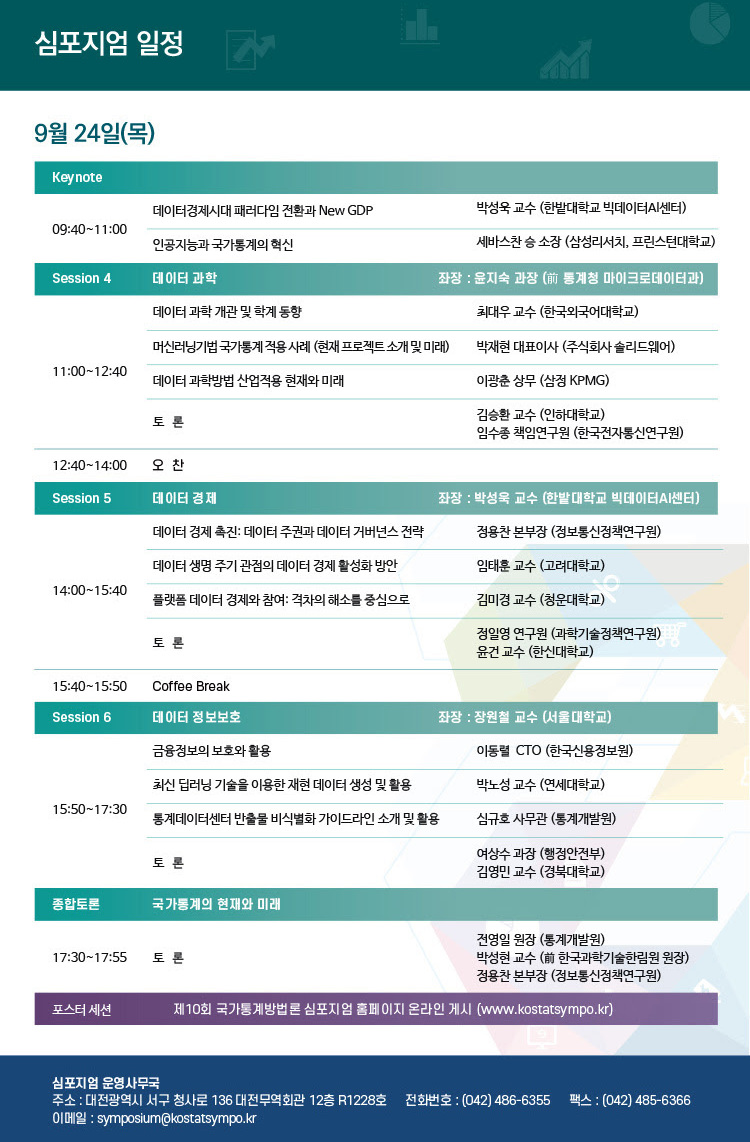 심포지엄 일정
9월 24일(목)
Keynote
09:40~11:00
데이터경제시대 패러다임 전환과 New GDP 박성욱 교수 (한밭대학교 빅데이터AI센터)
인공지능과 국가통계의 혁신 세바스찬 승 소장 (삼성리서치, 프린스턴대학교)
Session 4 데이터 과학 좌장 : 윤지숙 과장 (前 통계청 마이크로데이터과)
11:00~12:40
데이터 과학 개관 및 학계 동향 최대우 교수 (한국외국어대학교)
머신러닝기법 국가통계 적용 사례 (현재 프로젝트 소개 및 미래) 박재현 대표이사 (주식회사 솔리드웨어)
데이터 과학방법 산업적용 현재와 미래 이광춘 상무 (삼정 KPMG)
토 론 김승환 교수 (인하대학교)
임수종 책임연구원 (한국전자통신연구원)
12:40~14:00 오 찬
Session 5 데이터 경제 좌장 : 박성욱 교수 (한밭대학교 빅데이터AI센터)
14:00~15:40
데이터 경제 촉진: 데이터 주권과 데이터 거버넌스 전략 정용찬 본부장 (정보통신정책연구원)
데이터 생명 주기 관점의 데이터 경제 활성화 방안 임태훈 교수 (고려대학교)
플랫폼 데이터 경제와 참여: 격차의 해소를 중심으로 김미경 교수 (청운대학교)
토 론 정일영 연구원 (과학기술정책연구원)
윤건 교수 (한신대학교)
15:40~15:50 Coffee Break
Session 6 데이터 정보보호 좌장 : 장원철 교수 (서울대학교)
15:50~17:30
금융정보의 보호와 활용 이동렬 CTO (한국신용정보원)
최신 딥러닝 기술을 이용한 재현 데이터 생성 및 활용 박노성 교수 (연세대학교)
통계데이터센터 반출물 비식별화 가이드라인 소개 및 활용 심규호 사무관 (통계개발원)
토 론 여상수 과장 (행정안전부)
김영민 교수 (경북대학교)
종합토론 국가통계의 현재와 미래
17:30~17:55 토 론 전영일 원장 (통계개발원)
박성현 교수 (前 한국과학기술한림원 원장)
정용찬 본부장 (정보통신정책연구원)
포스터 세션 제10회 국가통계방법론 심포지엄 홈페이지 온라인 게시 (www.kostatsympo.kr)
심포지엄 운영사무국
주소 : 대전광역시 서구 청사로 136 대전무역회관 12층 R1228호 전화번호 : (042) 486-6355 팩스 : (042) 485-6366
이메일 : symposium@kostatsympo.kr